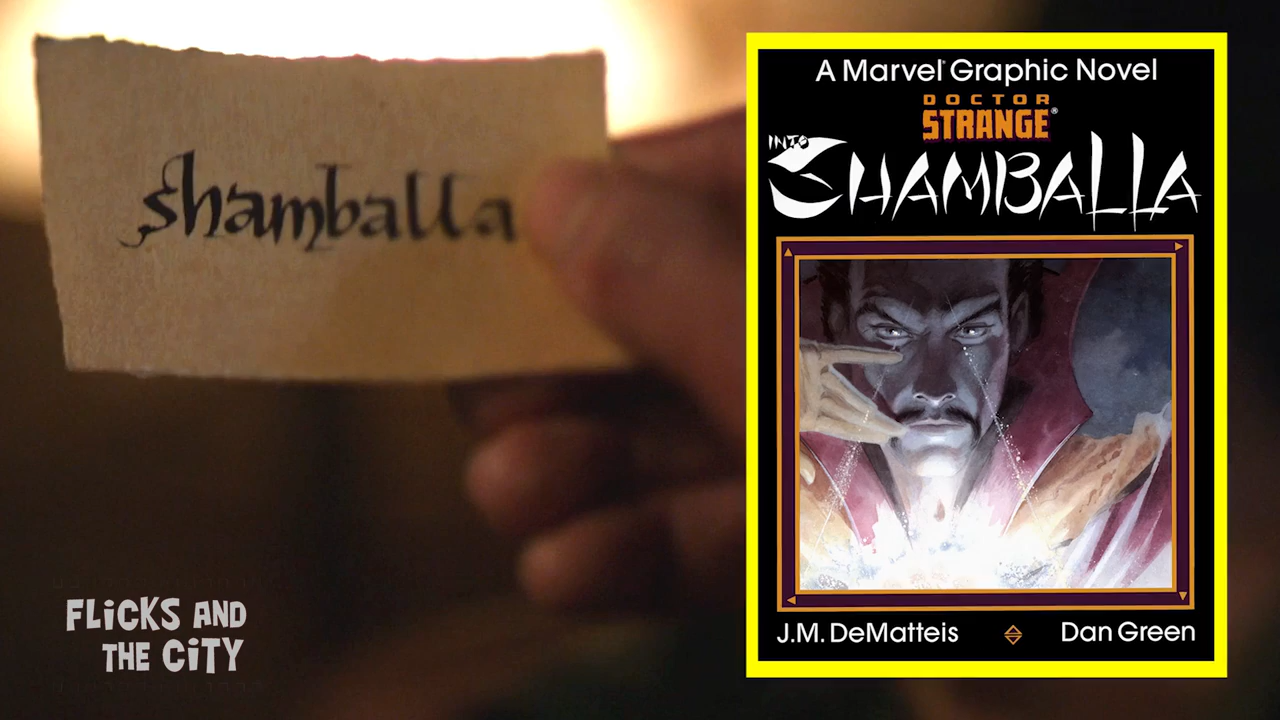 shamballa
A Marvel® Graphic Novel
DOCTOR
STRANGE®
INTO
SHAMBALLA
J.M. DeMatteis
Dan Green
FLiCKS AND
THE CiTY